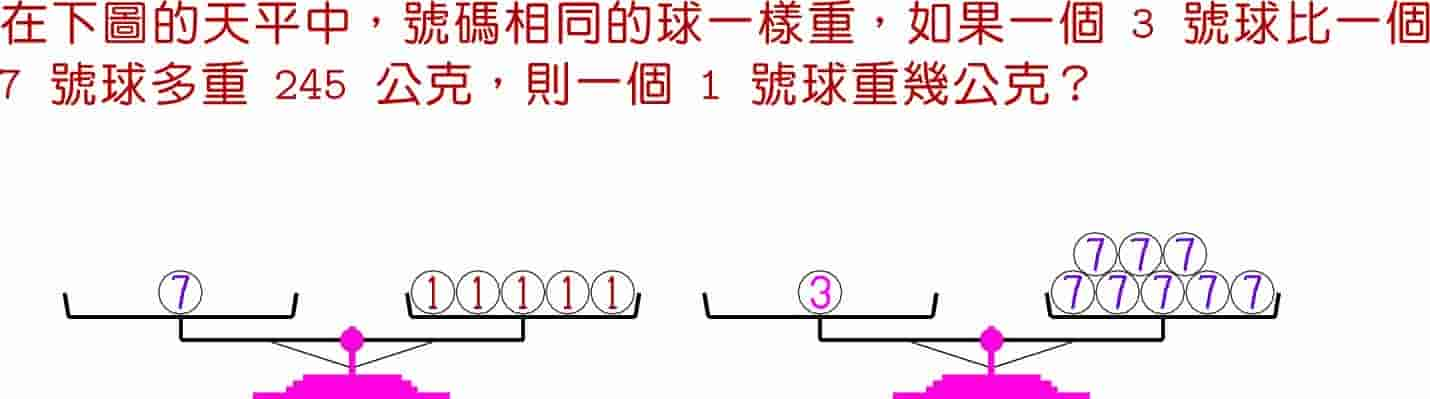 在下圖的天平中，號碼相同的球一樣重，如果一個 3 號球比一個
7 號球多重 245 公克，則一個 1 號球重幾公克？
7 7 7
7 1 1 1 1 1 3 7 7 7 7 7